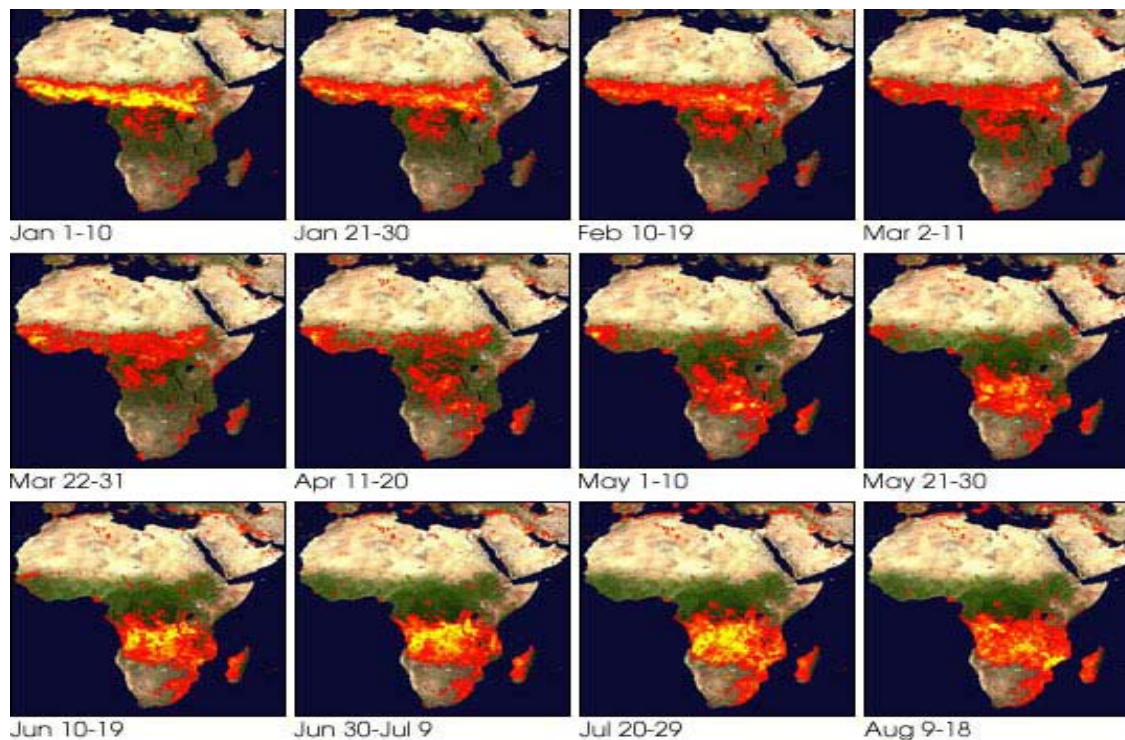 Jan 1-10
Jan 21-30
Feb 10-19
Mar 2-11
Mar 22-31
Apr 11-20
May 1-10
May 21-30
Jun 10-19
Jun 30-Jul 9
Jul 20-29
Aug 9-18